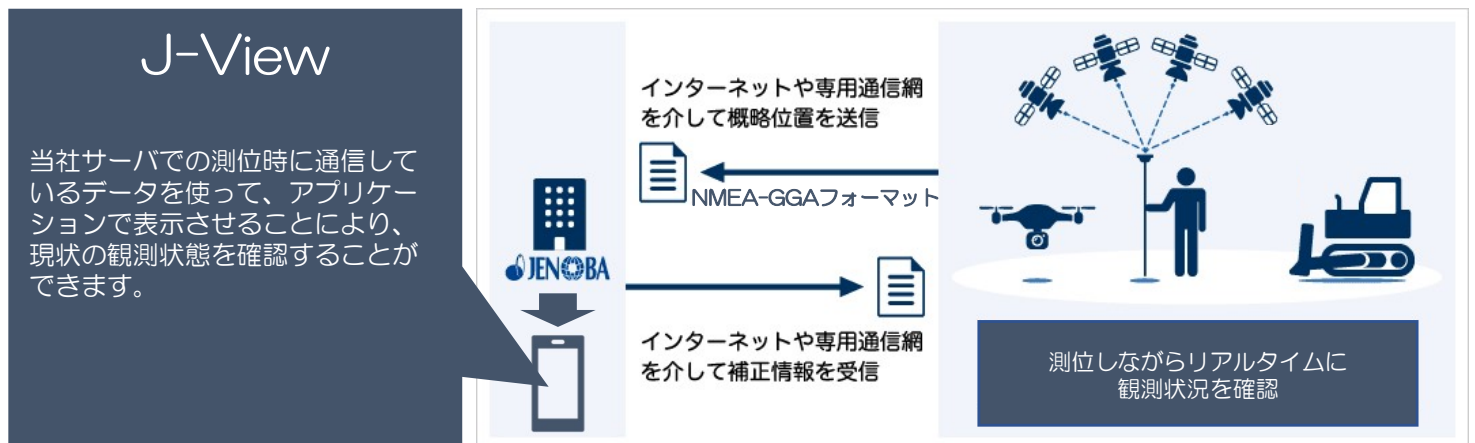 J-View
当社サーバでの測位時に通信して
いるデータを使って、アプリケー
ションで表示させることにより、
現状の観測状態を確認することが
できます。
インターネットや専用通信網
を介して概略位置を送信
NMEA-GGAフォーマット
JENOBA
インターネットや専用通信網
を介して補正情報を受信
測位しながらリアルタイムに
観測状況を確認